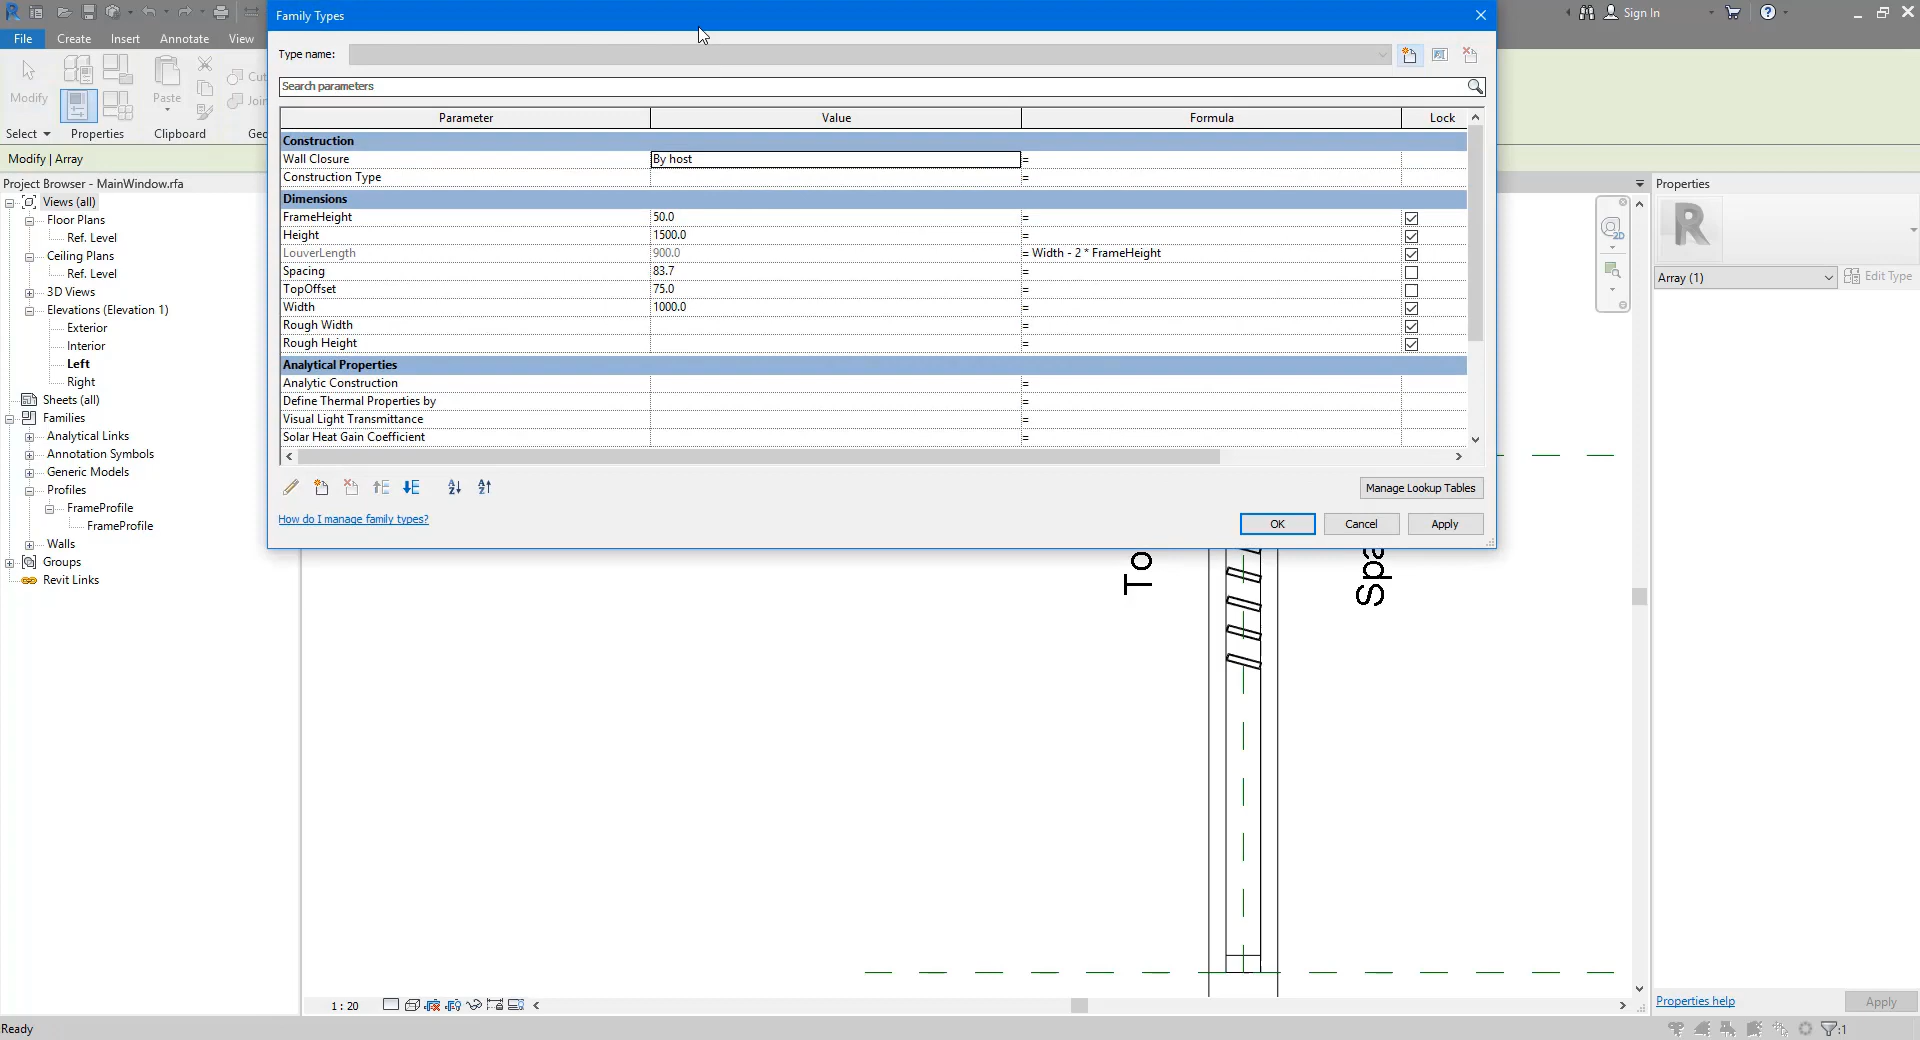 Family Types
Sign In
File
Create
Insert
Annotate
View
Type name:
Search parameters
Modify
Paste
Cut
Join
Select
Properties
Clipboard
Geo
Modify | Array
Parameter
Value
Formula
Lock
Construction
Wall Closure
By host
=
Construction Type
=
Dimensions
FrameHeight
50.0
=
Height
1500.0
=
LouverLength
900.0
= Width - 2 * FrameHeight
Spacing
83.7
=
TopOffset
75.0
=
Width
1000.0
=
Rough Width
=
Rough Height
=
Analytical Properties
Analytic Construction
=
Define Thermal Properties by
=
Visual Light Transmittance
=
Solar Heat Gain Coefficient
=
Manage Lookup Tables
How do I manage family types?
OK
Cancel
Apply
Project Browser - MainWindow.rfa
Views (all)
Floor Plans
Ref. Level
Ceiling Plans
Ref. Level
3D Views
Elevations (Elevation 1)
Exterior
Interior
Left
Right
Sheets (all)
Families
Analytical Links
Annotation Symbols
Generic Models
Profiles
FrameProfile
FrameProfile
Walls
Groups
Revit Links
To
Spa
2D
Properties
R
Array (1)
Edit Type
Properties help
Apply
1 : 20
Ready
:1